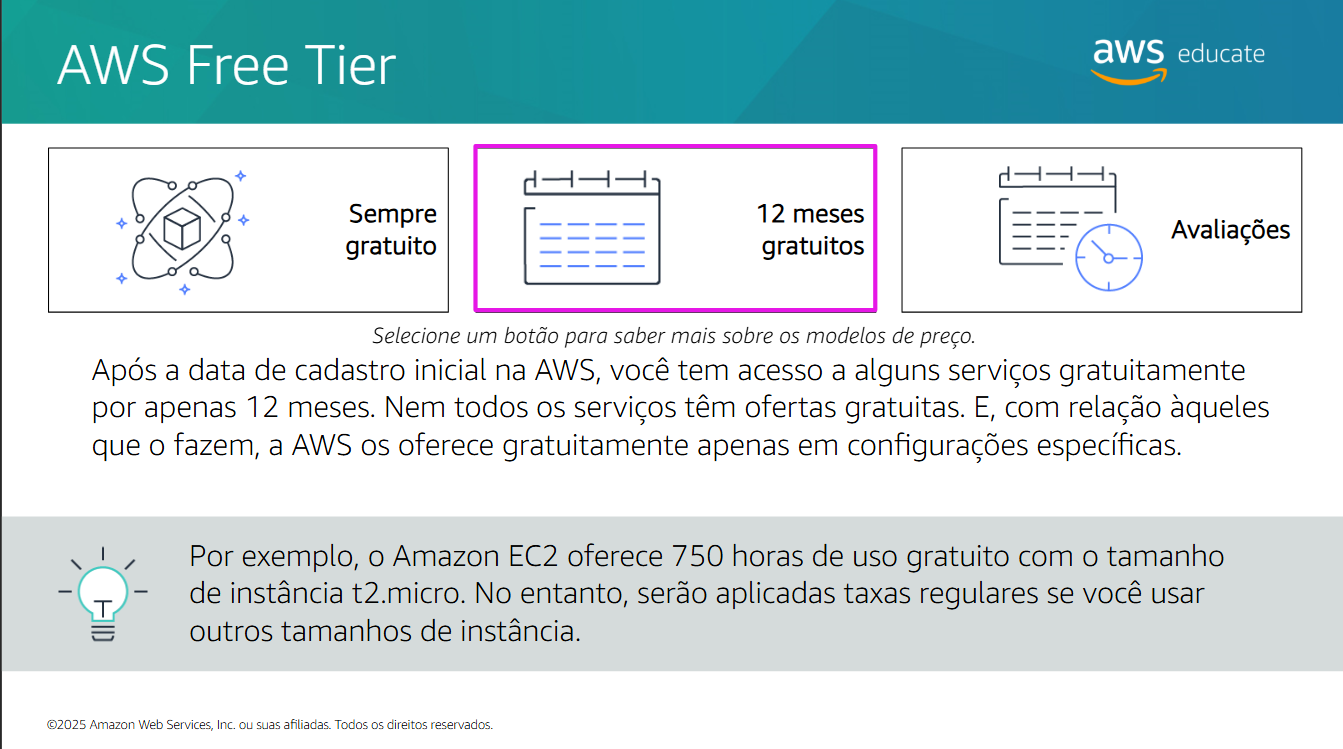 AWS Free Tier
aws educate
Sempre
gratuito
12 meses
gratuitos
Avaliações
Selecione um botão para saber mais sobre os modelos de preço.
Após a data de cadastro inicial na AWS, você tem acesso a alguns serviços gratuitamente
por apenas 12 meses. Nem todos os serviços têm ofertas gratuitas. E, com relação àqueles
que o fazem, a AWS os oferece gratuitamente apenas em configurações específicas.
Por exemplo, o Amazon EC2 oferece 750 horas de uso gratuito com o tamanho
de instância t2.micro. No entanto, serão aplicadas taxas regulares se você usar
outros tamanhos de instância.
©2025 Amazon Web Services, Inc. ou suas afiliadas. Todos os direitos reservados.